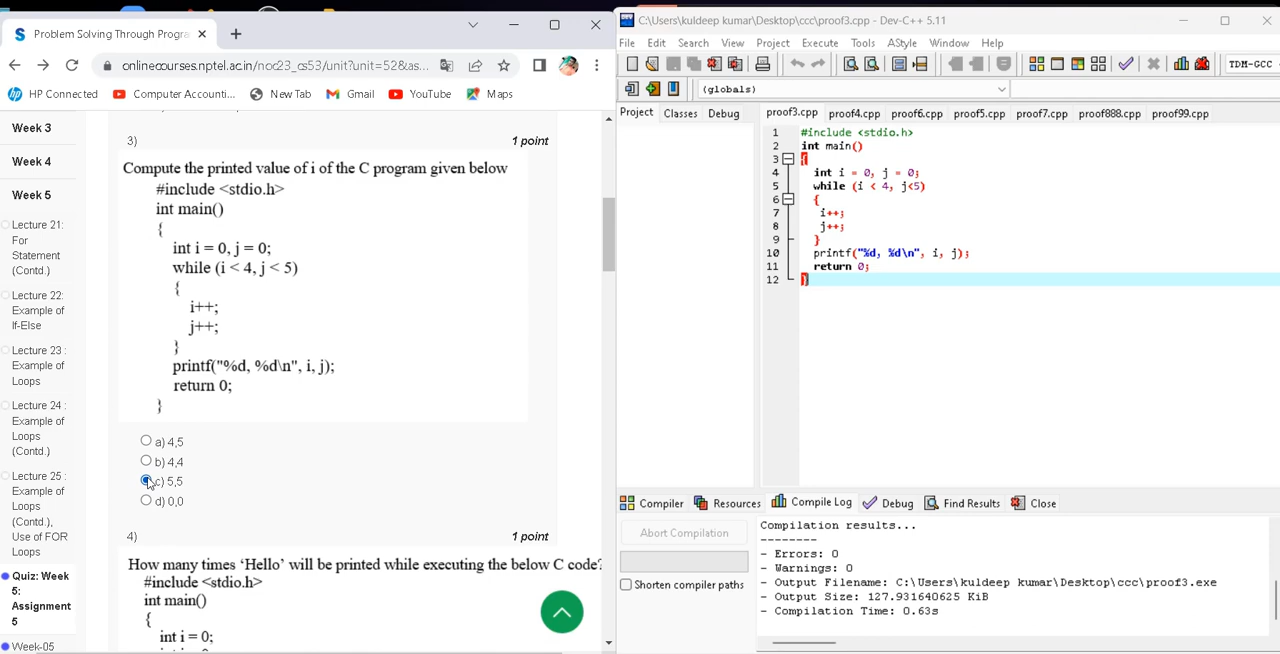 Problem Solving Through Progra
onlinecourses.nptel.ac.in/noc23_cs53/unit?unit=52&as...
HP Connected
Computer Accounti...
New Tab
Gmail
YouTube
Maps
Week 3
Week 4
Week 5
Lecture 21:
For
Statement
(Contd.)
Lecture 22:
Example of
If-Else
Lecture 23 :
Example of
Loops
Lecture 24 :
Example of
Loops
(Contd.)
Lecture 25 :
Example of
Loops
(Contd.),
Use of FOR
Loops
Quiz: Week
5:
Assignment
5
Week-05
3)
1 point
Compute the printed value of i of the C program given below
#include <stdio.h>
int main()
{
int i = 0, j = 0;
while (i < 4, j < 5)
{
i++;
j++;
}
printf("%d, %d\n", i, j);
return 0;
}
a) 4,5
b) 4,4
c) 5,5
d) 0,0
4)
1 point
How many times ‘Hello’ will be printed while executing the below C code?
#include <stdio.h>
int main()
{
int i = 0;
C:\Users\kuldeep kumar\Desktop\ccc\proof3.cpp - Dev-C++ 5.11
File Edit Search View Project Execute Tools AStyle Window Help
TDM-GCC
(globals)
Project Classes Debug
proof3.cpp proof4.cpp proof6.cpp proof5.cpp proof7.cpp proof888.cpp proof99.cpp
1 #include <stdio.h>
2 int main()
3 {
4 int i = 0, j = 0;
5 while (i < 4, j<5)
6 {
7 i++;
8 j++;
9 }
10 printf("%d, %d\n", i, j);
11 return 0;
12 }
Compiler Resources Compile Log Debug Find Results Close
Abort Compilation
Shorten compiler paths
Compilation results...
--------
- Errors: 0
- Warnings: 0
- Output Filename: C:\Users\kuldeep kumar\Desktop\ccc\proof3.exe
- Output Size: 127.931640625 KiB
- Compilation Time: 0.63s